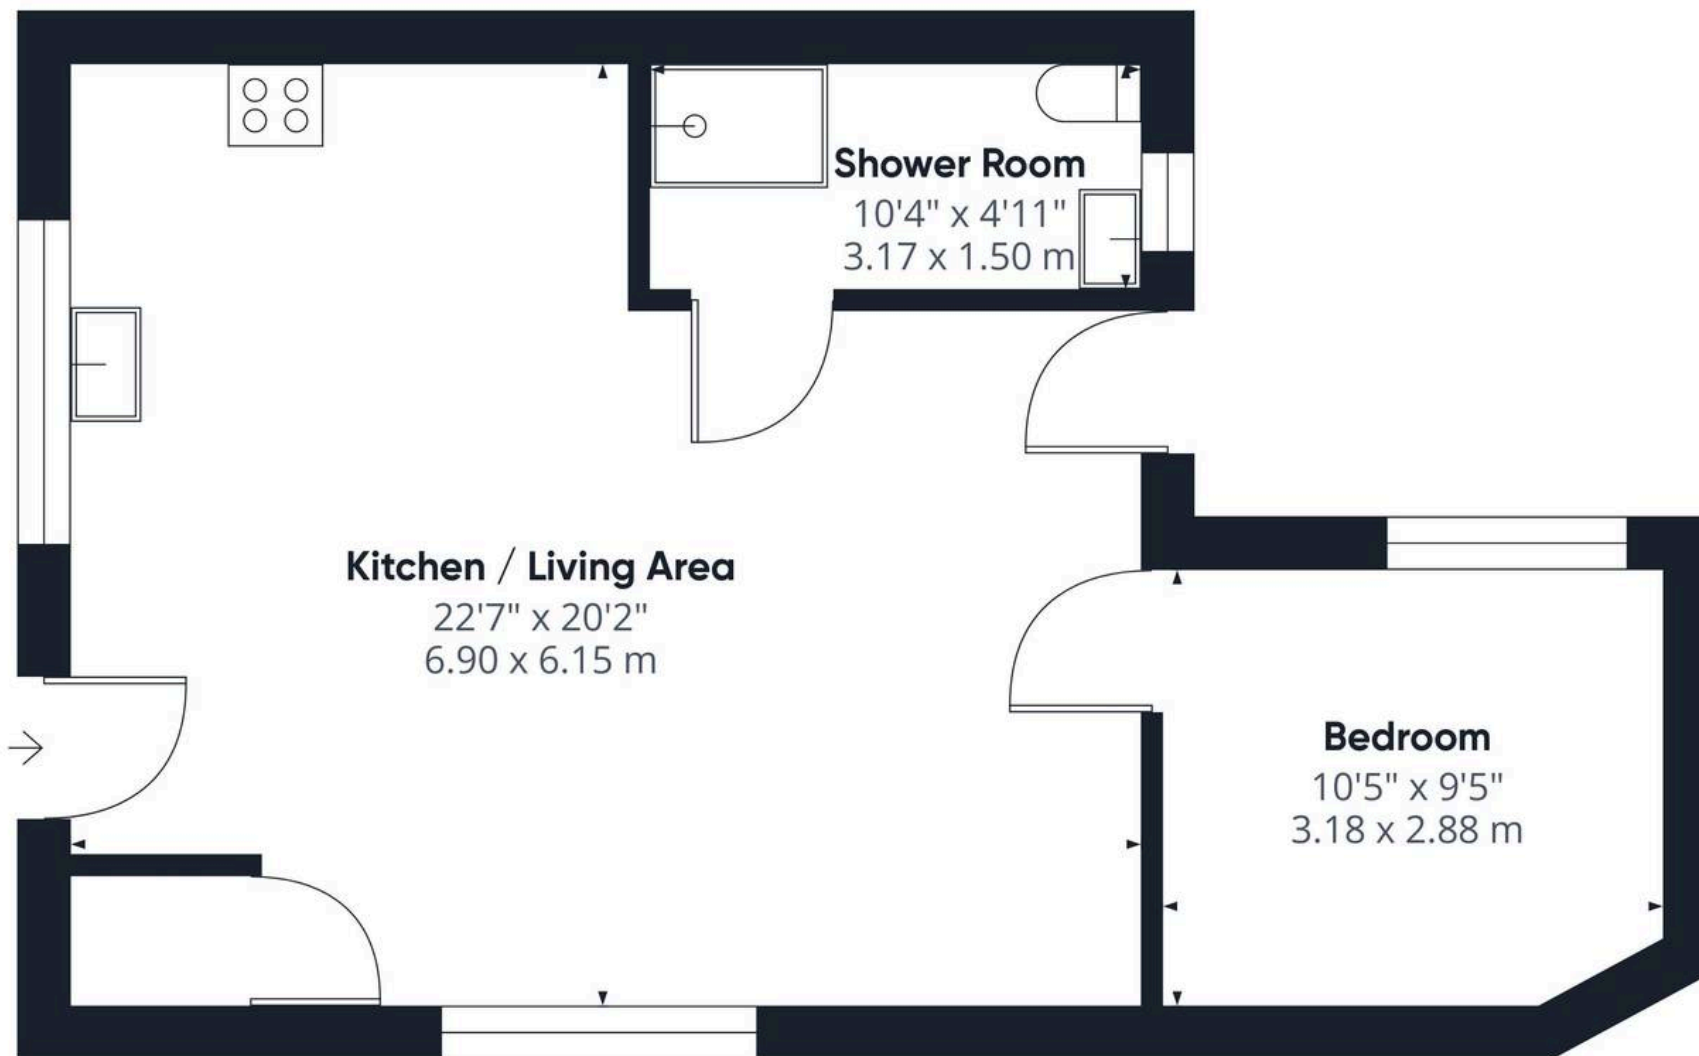 Shower Room
10'4" x 4'11"
3.17 x 1.50 m
Kitchen / Living Area
22'7" x 20'2"
6.90 x 6.15 m
Bedroom
10'5" x 9'5"
3.18 x 2.88 m